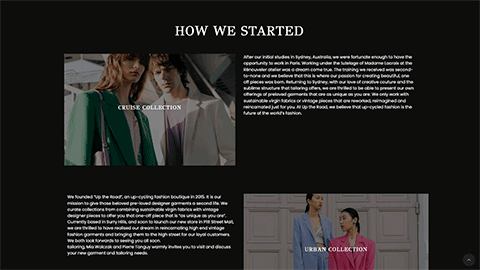 HOW WE STARTED
CRUISE COLLECTION
After our initial studies in Sydney, Australia, we were fortunate enough to have the
opportunity to work in Paris. Working under the tutelage of Madame Laorak at the
Rénouveler atelier was a dream come true. The training we received was second-
to-none and we believe that this is where our passion for creating beautiful, one
off pieces was born. Returning to Sydney, with our love of creative couture and the
sublime structure that tailoring offers, we are thrilled to be able to present our own
offerings of preloved garments that are as unique as you are. We only work with
sustainable virgin fabrics or vintage pieces that are reworked, reimagined and
reincarnated just for you. At Up the Road, we believe that up-cycled fashion is the
future of the world's fashion.
We founded "Up the Road", an up-cycling fashion boutique in 2015. It is our
mission to give those beloved pre-loved designer garments a second life. We
curate collections from combining sustainable virgin fabrics with vintage
designer pieces to offer you that one-off piece that is "as unique as you are".
Currently based in Surry Hills, and soon to launch our new store in Pitt Street Mall,
we are thrilled to have realised our dream in reincarnating high end vintage
fashion garments and bringing them to the high street for our loyal customers.
We both look forwards to seeing you all soon.
Tailoring, Mia Walczak and Pierre Tanguy warmly invites you to visit and discuss
your new garment and tailoring needs.
URBAN COLLECTION